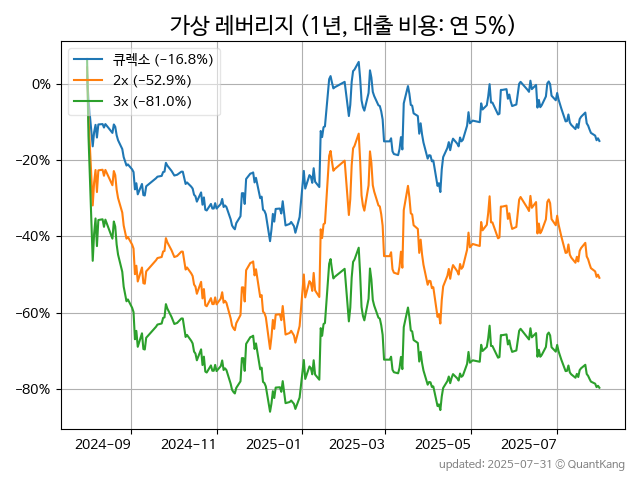 가상 레버리지 (1년, 대출 비용: 연 5%)
큐렉소 (−16.8%)
2x (−52.9%)
3x (−81.0%)
0%
−20%
−40%
−60%
−80%
2024-09
2024-11
2025-01
2025-03
2025-05
2025-07
updated: 2025-07-31 © QuantKang